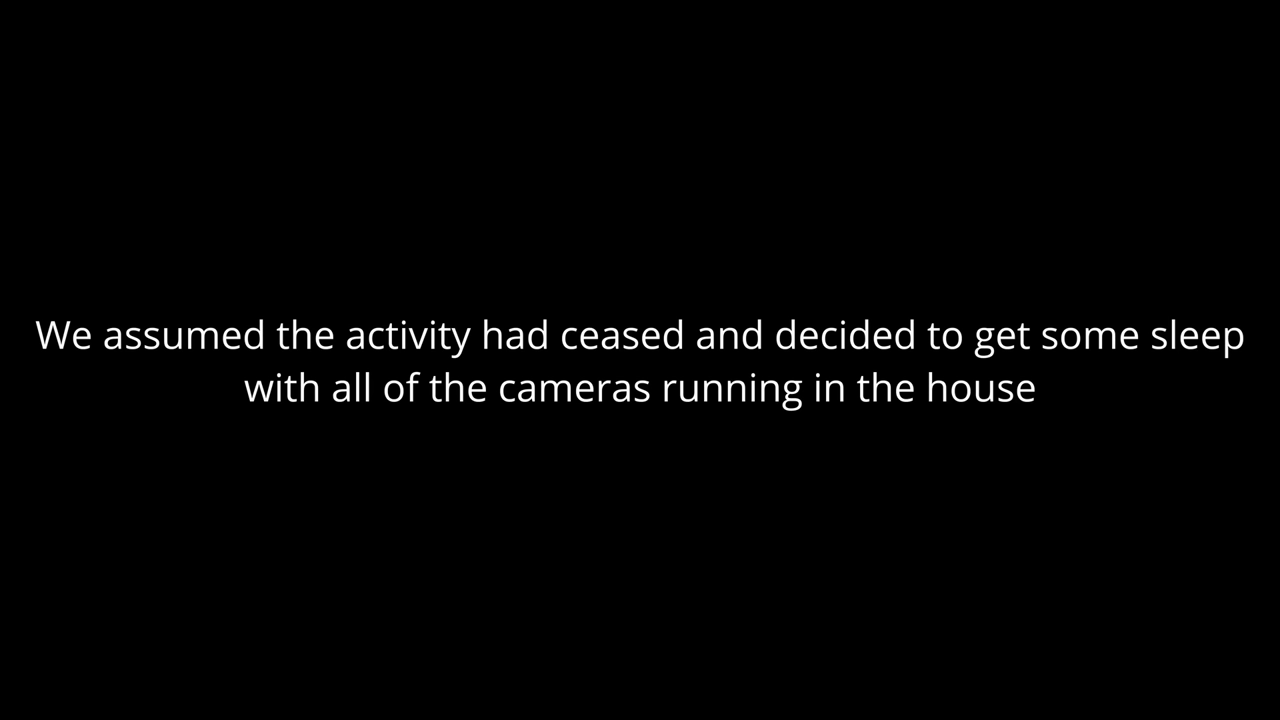 We assumed the activity had ceased and decided to get some sleep
with all of the cameras running in the house